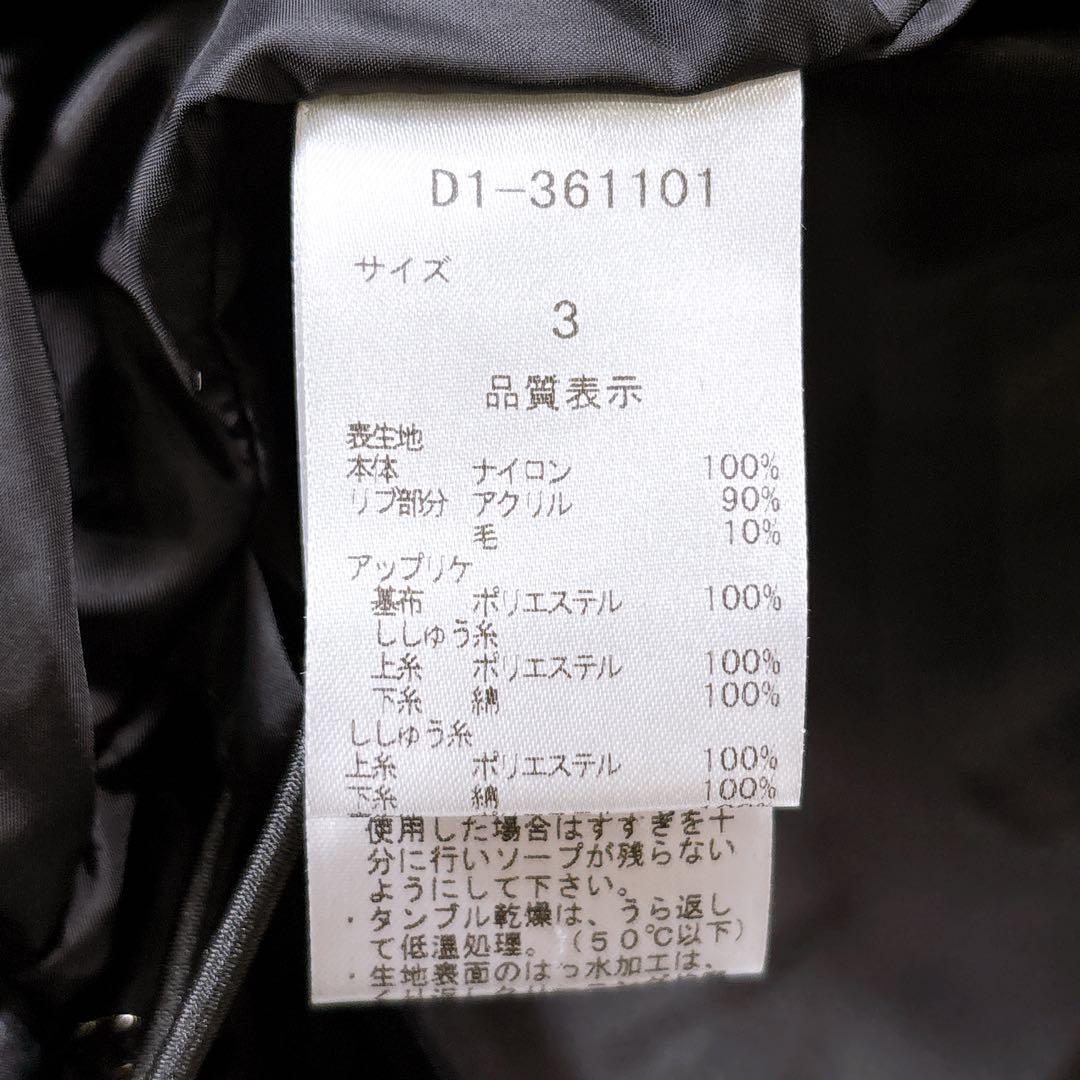 D1-361101
サイズ
3
品質表示
表生地
本体 ナイロン 100%
リブ部分 アクリル 90%
毛 10%
アップリケ
基布 ポリエステル 100%
ししゅう糸
上糸 ポリエステル 100%
下糸 綿 100%
ししゅう糸
上糸 ポリエステル 100%
下糸 綿 100%
使用した場合はすすぎを十
分に行いソープが残らない
ようにして下さい。
・タンブル乾燥は、うら返し
て低温処理。(50℃以下)
・生地表面のはっ水加工は、